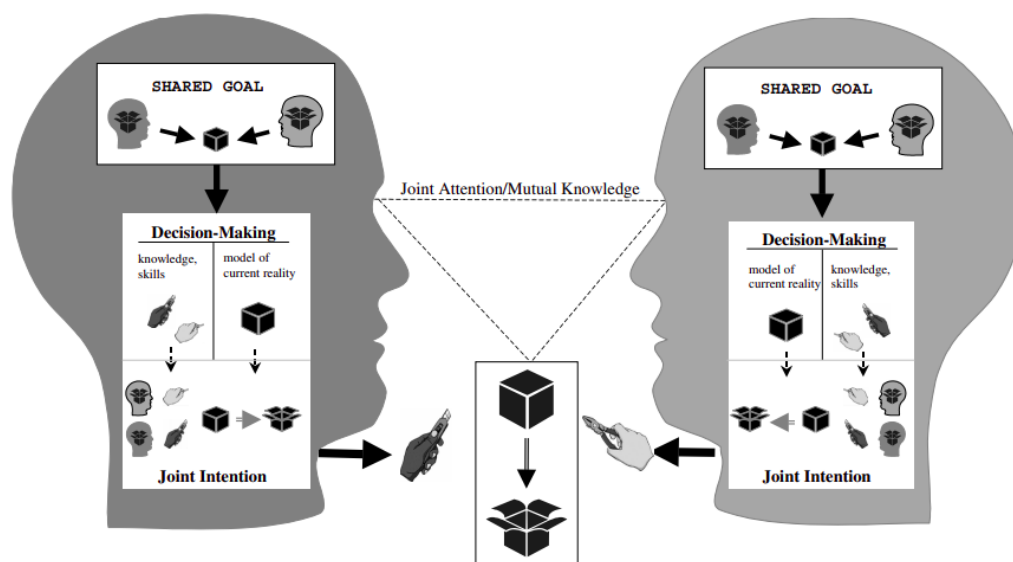 SHARED GOAL
Decision-Making
knowledge,
skills
model of
current reality
Joint Intention
Joint Attention/Mutual Knowledge
SHARED GOAL
Decision-Making
model of
current reality
knowledge,
skills
Joint Intention